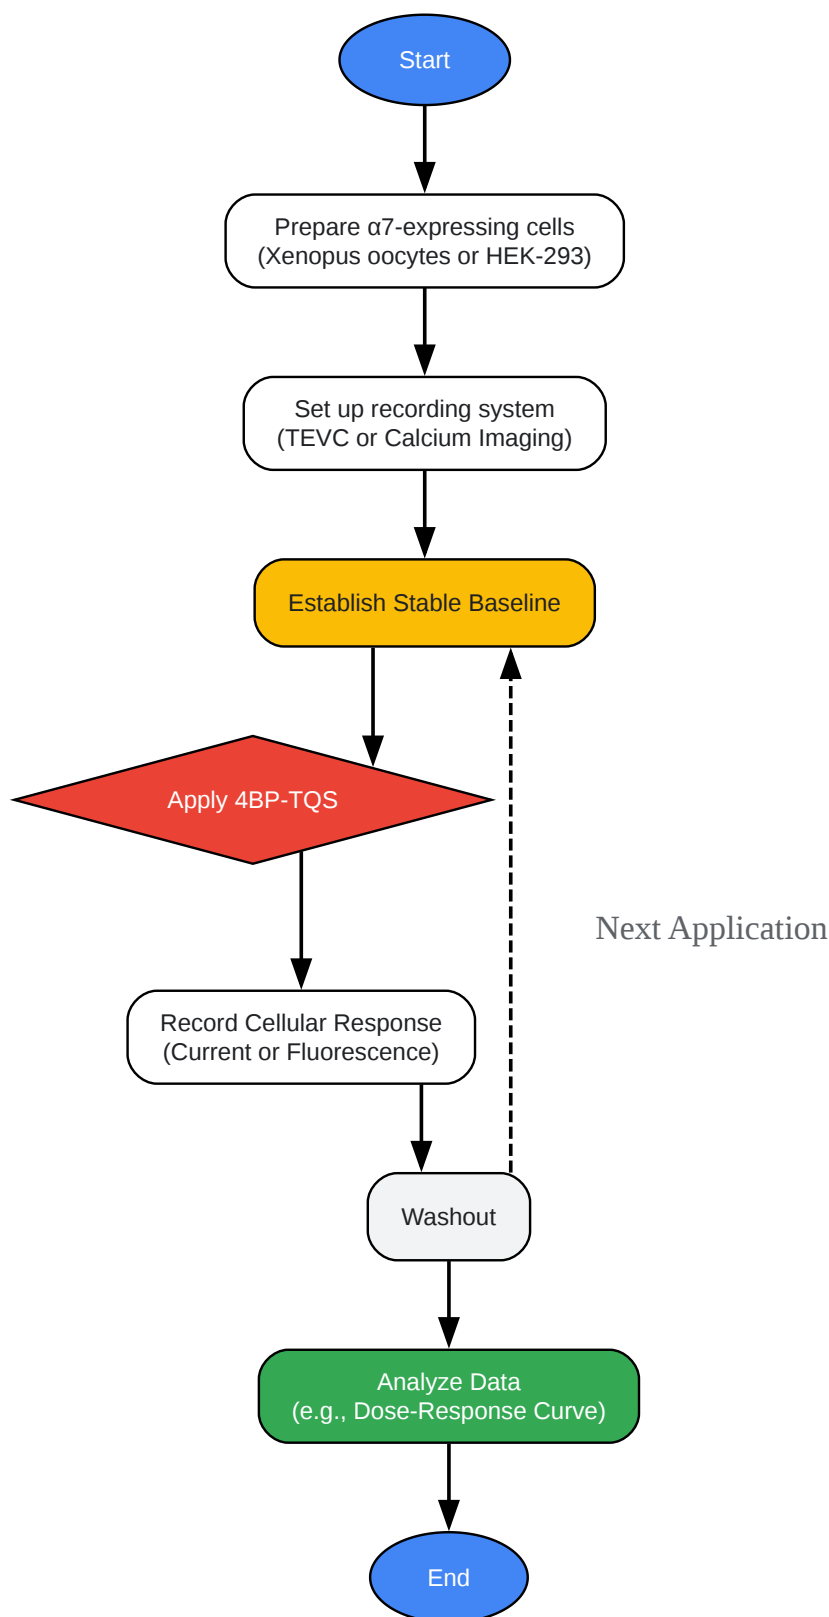 Start
Prepare α7-expressing cells
(Xenopus oocytes or HEK-293)
Set up recording system
(TEVC or Calcium Imaging)
Establish Stable Baseline
Apply 4BP-TQS
Next Application
Record Cellular Response
(Current or Fluorescence)
Washout
Analyze Data
(e.g., Dose-Response Curve)
End